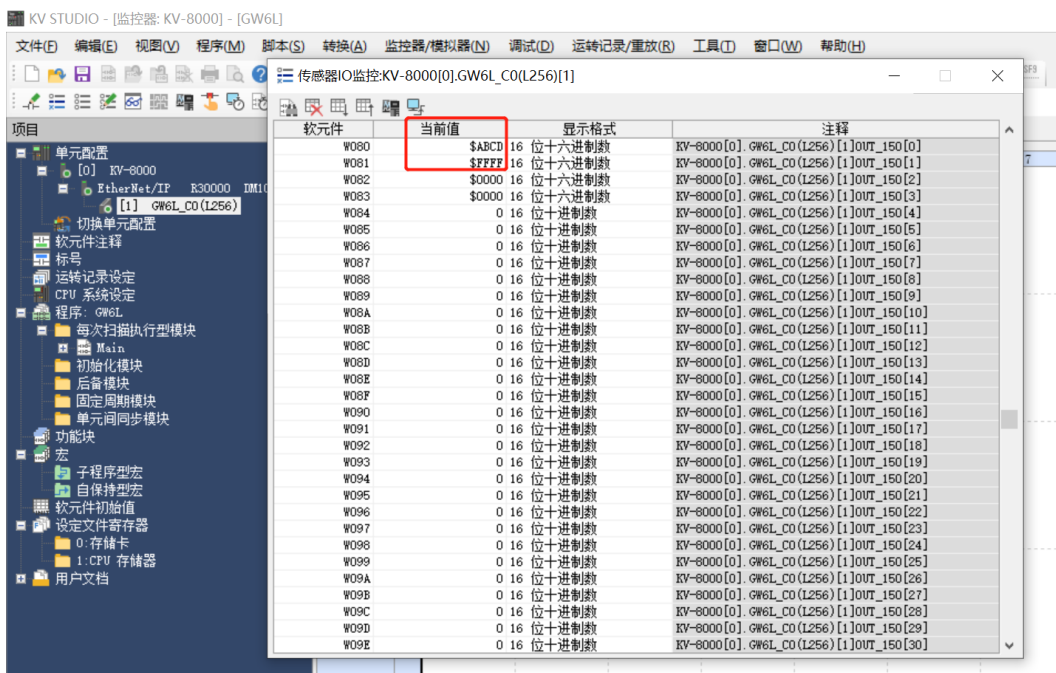 KV STUDIO - [监控器: KV-8000] - [GW6L]
文件(F) 编辑(E) 视图(V) 程序(M) 脚本(S) 转换(A) 监控器/模拟器(N) 调试(D) 运转记录/重放(R) 工具(T) 窗口(W) 帮助(H)
传感器IO监控:KV-8000[0].GW6L_C0(L256)[1]
项目
单元配置
[0] KV-8000
EtherNet/IP R30000 DM10
[1] GW6L_C0(L256)
切换单元配置
软元件注释
标号
运转记录设定
CPU 系统设定
程序: GW6L
每次扫描执行型模块
Main
初始化模块
后备模块
固定周期模块
单元间同步模块
功能块
宏
子程序型宏
自保持型宏
软元件初始值
设定文件寄存器
0:存储卡
1:CPU 存储器
用户文档
软元件 当前值 显示格式 注释
W080 $ABCD 16 位十六进制数 KV-8000[0].GW6L_C0(L256)[1]OUT_150[0]
W081 $FFFF 16 位十六进制数 KV-8000[0].GW6L_C0(L256)[1]OUT_150[1]
W082 $0000 16 位十六进制数 KV-8000[0].GW6L_C0(L256)[1]OUT_150[2]
W083 $0000 16 位十六进制数 KV-8000[0].GW6L_C0(L256)[1]OUT_150[3]
W084 0 16 位十进制数 KV-8000[0].GW6L_C0(L256)[1]OUT_150[4]
W085 0 16 位十进制数 KV-8000[0].GW6L_C0(L256)[1]OUT_150[5]
W086 0 16 位十进制数 KV-8000[0].GW6L_C0(L256)[1]OUT_150[6]
W087 0 16 位十进制数 KV-8000[0].GW6L_C0(L256)[1]OUT_150[7]
W088 0 16 位十进制数 KV-8000[0].GW6L_C0(L256)[1]OUT_150[8]
W089 0 16 位十进制数 KV-8000[0].GW6L_C0(L256)[1]OUT_150[9]
W08A 0 16 位十进制数 KV-8000[0].GW6L_C0(L256)[1]OUT_150[10]
W08B 0 16 位十进制数 KV-8000[0].GW6L_C0(L256)[1]OUT_150[11]
W08C 0 16 位十进制数 KV-8000[0].GW6L_C0(L256)[1]OUT_150[12]
W08D 0 16 位十进制数 KV-8000[0].GW6L_C0(L256)[1]OUT_150[13]
W08E 0 16 位十进制数 KV-8000[0].GW6L_C0(L256)[1]OUT_150[14]
W08F 0 16 位十进制数 KV-8000[0].GW6L_C0(L256)[1]OUT_150[15]
W090 0 16 位十进制数 KV-8000[0].GW6L_C0(L256)[1]OUT_150[16]
W091 0 16 位十进制数 KV-8000[0].GW6L_C0(L256)[1]OUT_150[17]
W092 0 16 位十进制数 KV-8000[0].GW6L_C0(L256)[1]OUT_150[18]
W093 0 16 位十进制数 KV-8000[0].GW6L_C0(L256)[1]OUT_150[19]
W094 0 16 位十进制数 KV-8000[0].GW6L_C0(L256)[1]OUT_150[20]
W095 0 16 位十进制数 KV-8000[0].GW6L_C0(L256)[1]OUT_150[21]
W096 0 16 位十进制数 KV-8000[0].GW6L_C0(L256)[1]OUT_150[22]
W097 0 16 位十进制数 KV-8000[0].GW6L_C0(L256)[1]OUT_150[23]
W098 0 16 位十进制数 KV-8000[0].GW6L_C0(L256)[1]OUT_150[24]
W099 0 16 位十进制数 KV-8000[0].GW6L_C0(L256)[1]OUT_150[25]
W09A 0 16 位十进制数 KV-8000[0].GW6L_C0(L256)[1]OUT_150[26]
W09B 0 16 位十进制数 KV-8000[0].GW6L_C0(L256)[1]OUT_150[27]
W09C 0 16 位十进制数 KV-8000[0].GW6L_C0(L256)[1]OUT_150[28]
W09D 0 16 位十进制数 KV-8000[0].GW6L_C0(L256)[1]OUT_150[29]
W09E 0 16 位十进制数 KV-8000[0].GW6L_C0(L256)[1]OUT_150[30]
7